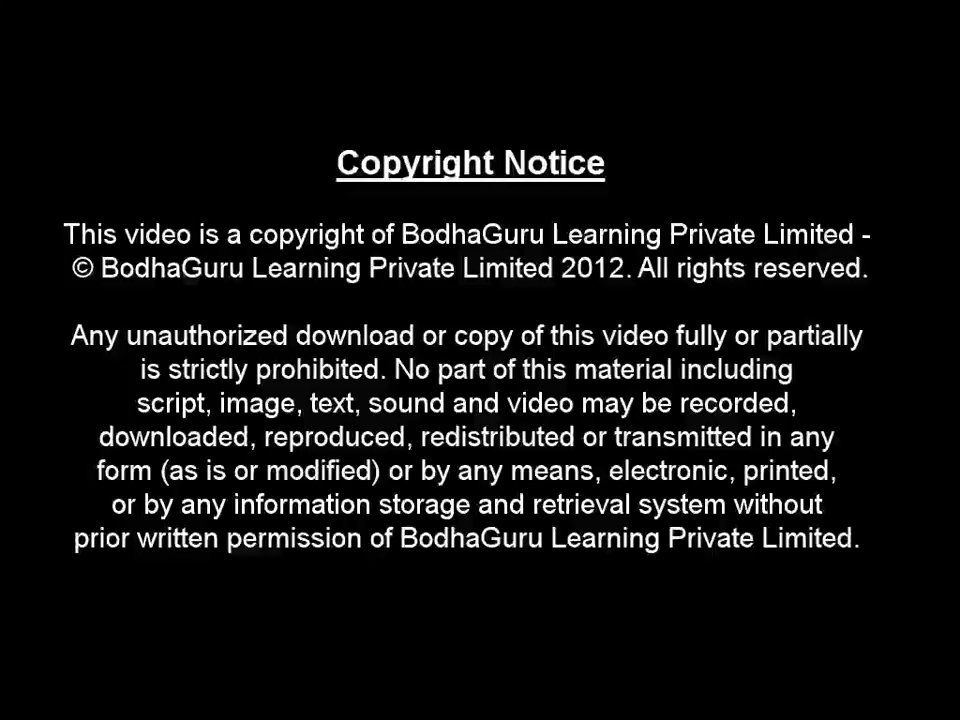 Copyright Notice
This video is a copyright of BodhaGuru Learning Private Limited -
© BodhaGuru Learning Private Limited 2012. All rights reserved.
Any unauthorized download or copy of this video fully or partially
is strictly prohibited. No part of this material including
script, image, text, sound and video may be recorded,
downloaded, reproduced, redistributed or transmitted in any
form (as is or modified) or by any means, electronic, printed,
or by any information storage and retrieval system without
prior written permission of BodhaGuru Learning Private Limited.